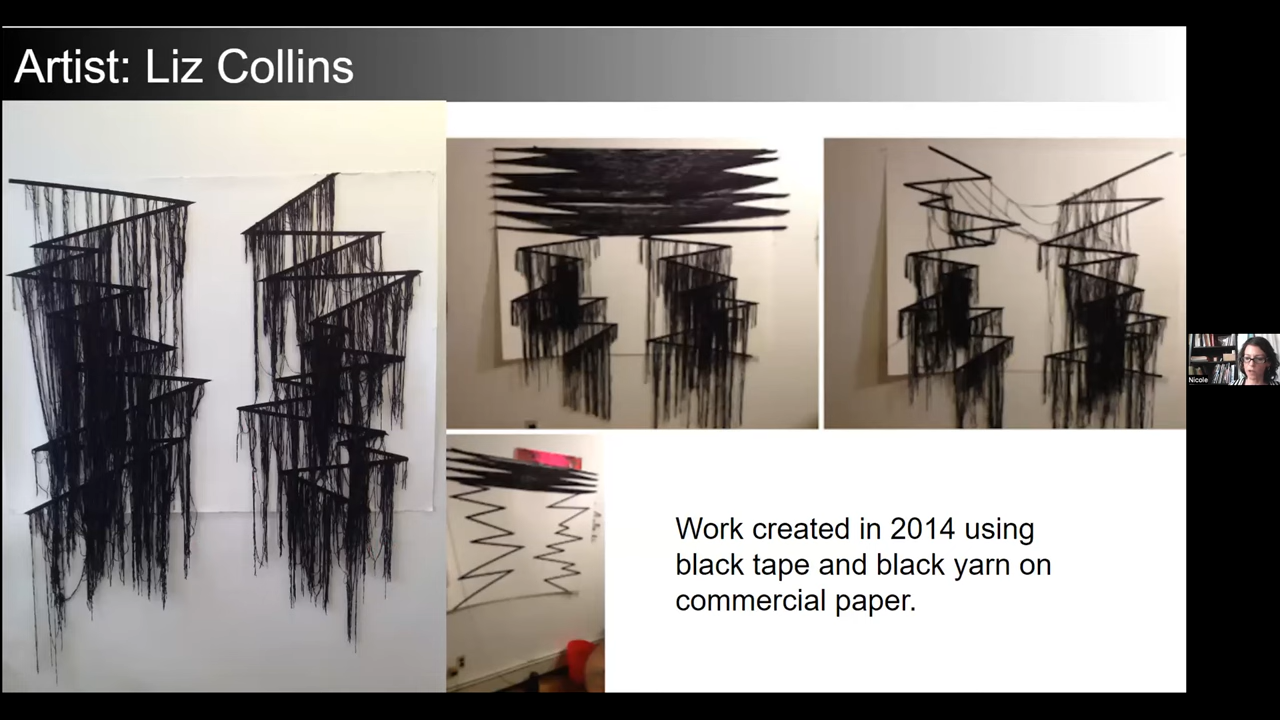 Artist: Liz Collins
Work created in 2014 using
black tape and black yarn on
commercial paper.
Nicole